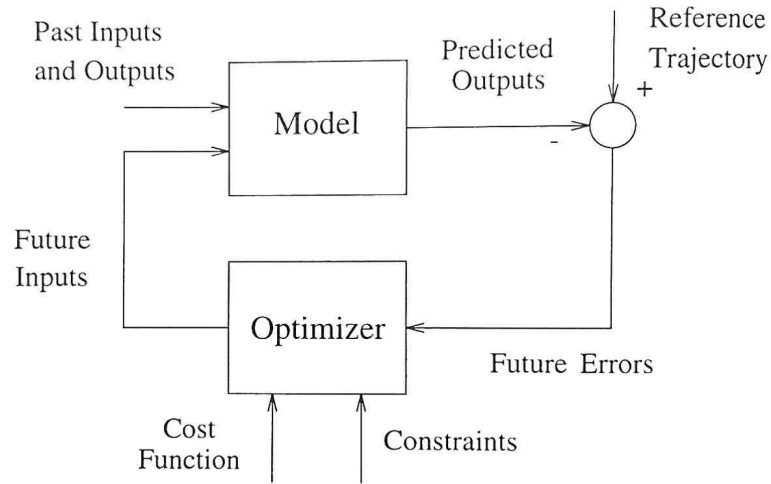 Past Inputs
and Outputs
Model
Predicted
Outputs
Reference
Trajectory
+
-
Future
Inputs
Optimizer
Future Errors
Cost
Function
Constraints